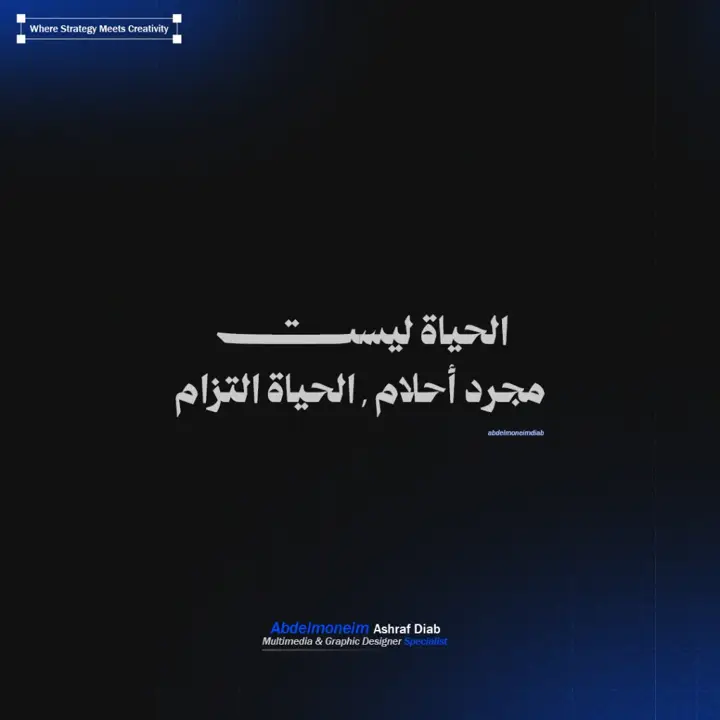 Where Strategy Meets Creativity
الحياة ليست
مجرد أحلام , الحياة التزام
abdelmoneimdiab
Abdelmoneim Ashraf Diab
Multimedia & Graphic Designer Specialist